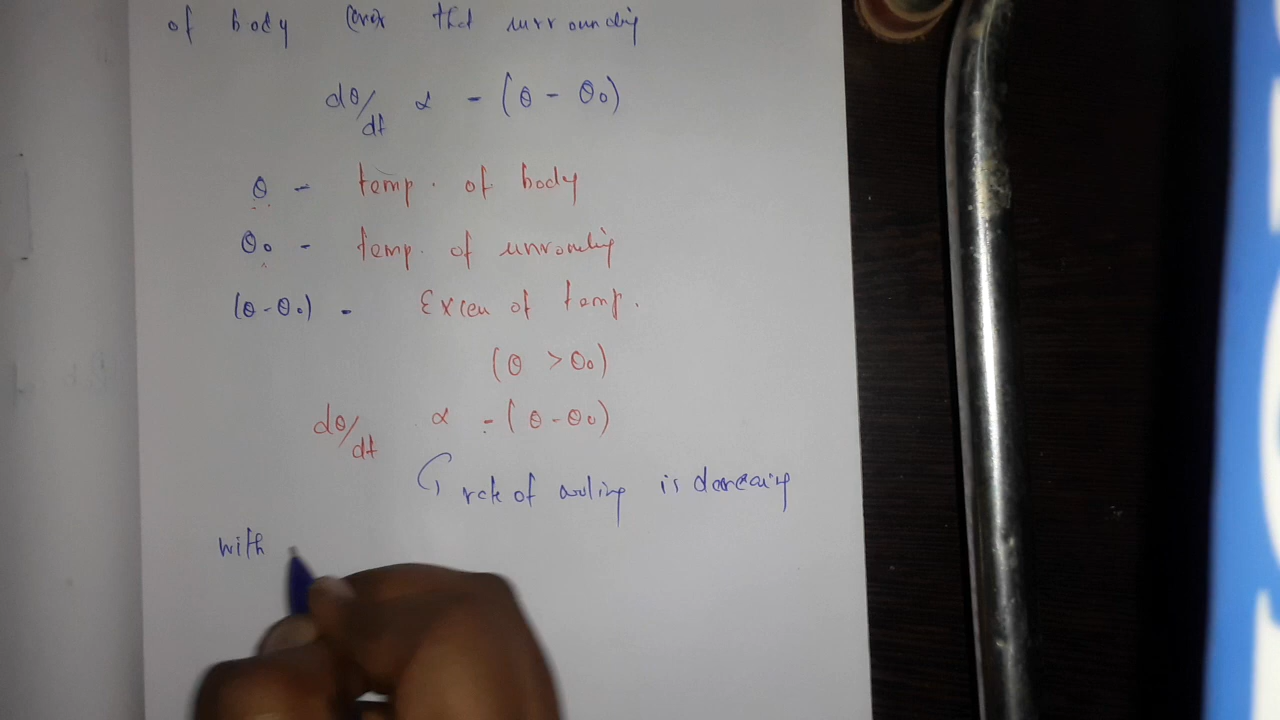 of body over that surrounding
dθ/dt α - (θ - θ₀)
θ - temp. of body
θ₀ - temp. of surrounding
(θ - θ₀) - Excess of temp.
(θ > θ₀)
dθ/dt α - (θ - θ₀)
rate of cooling is decreasing
with